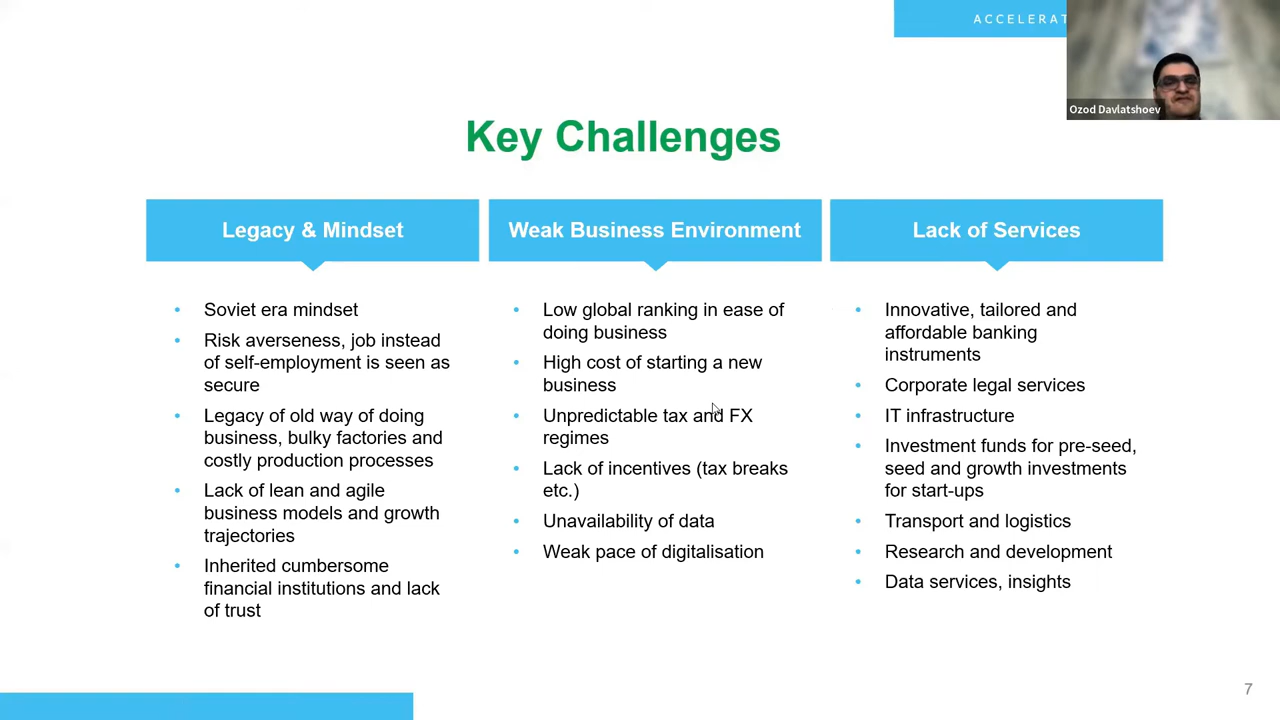 ACCELERAT
Ozod Davlatshoev
Key Challenges
Legacy & Mindset
• Soviet era mindset
• Risk averseness, job instead
of self-employment is seen as
secure
• Legacy of old way of doing
business, bulky factories and
costly production processes
• Lack of lean and agile
business models and growth
trajectories
• Inherited cumbersome
financial institutions and lack
of trust
Weak Business Environment
• Low global ranking in ease of
doing business
• High cost of starting a new
business
• Unpredictable tax and FX
regimes
• Lack of incentives (tax breaks
etc.)
• Unavailability of data
• Weak pace of digitalisation
Lack of Services
• Innovative, tailored and
affordable banking
instruments
• Corporate legal services
• IT infrastructure
• Investment funds for pre-seed,
seed and growth investments
for start-ups
• Transport and logistics
• Research and development
• Data services, insights
7